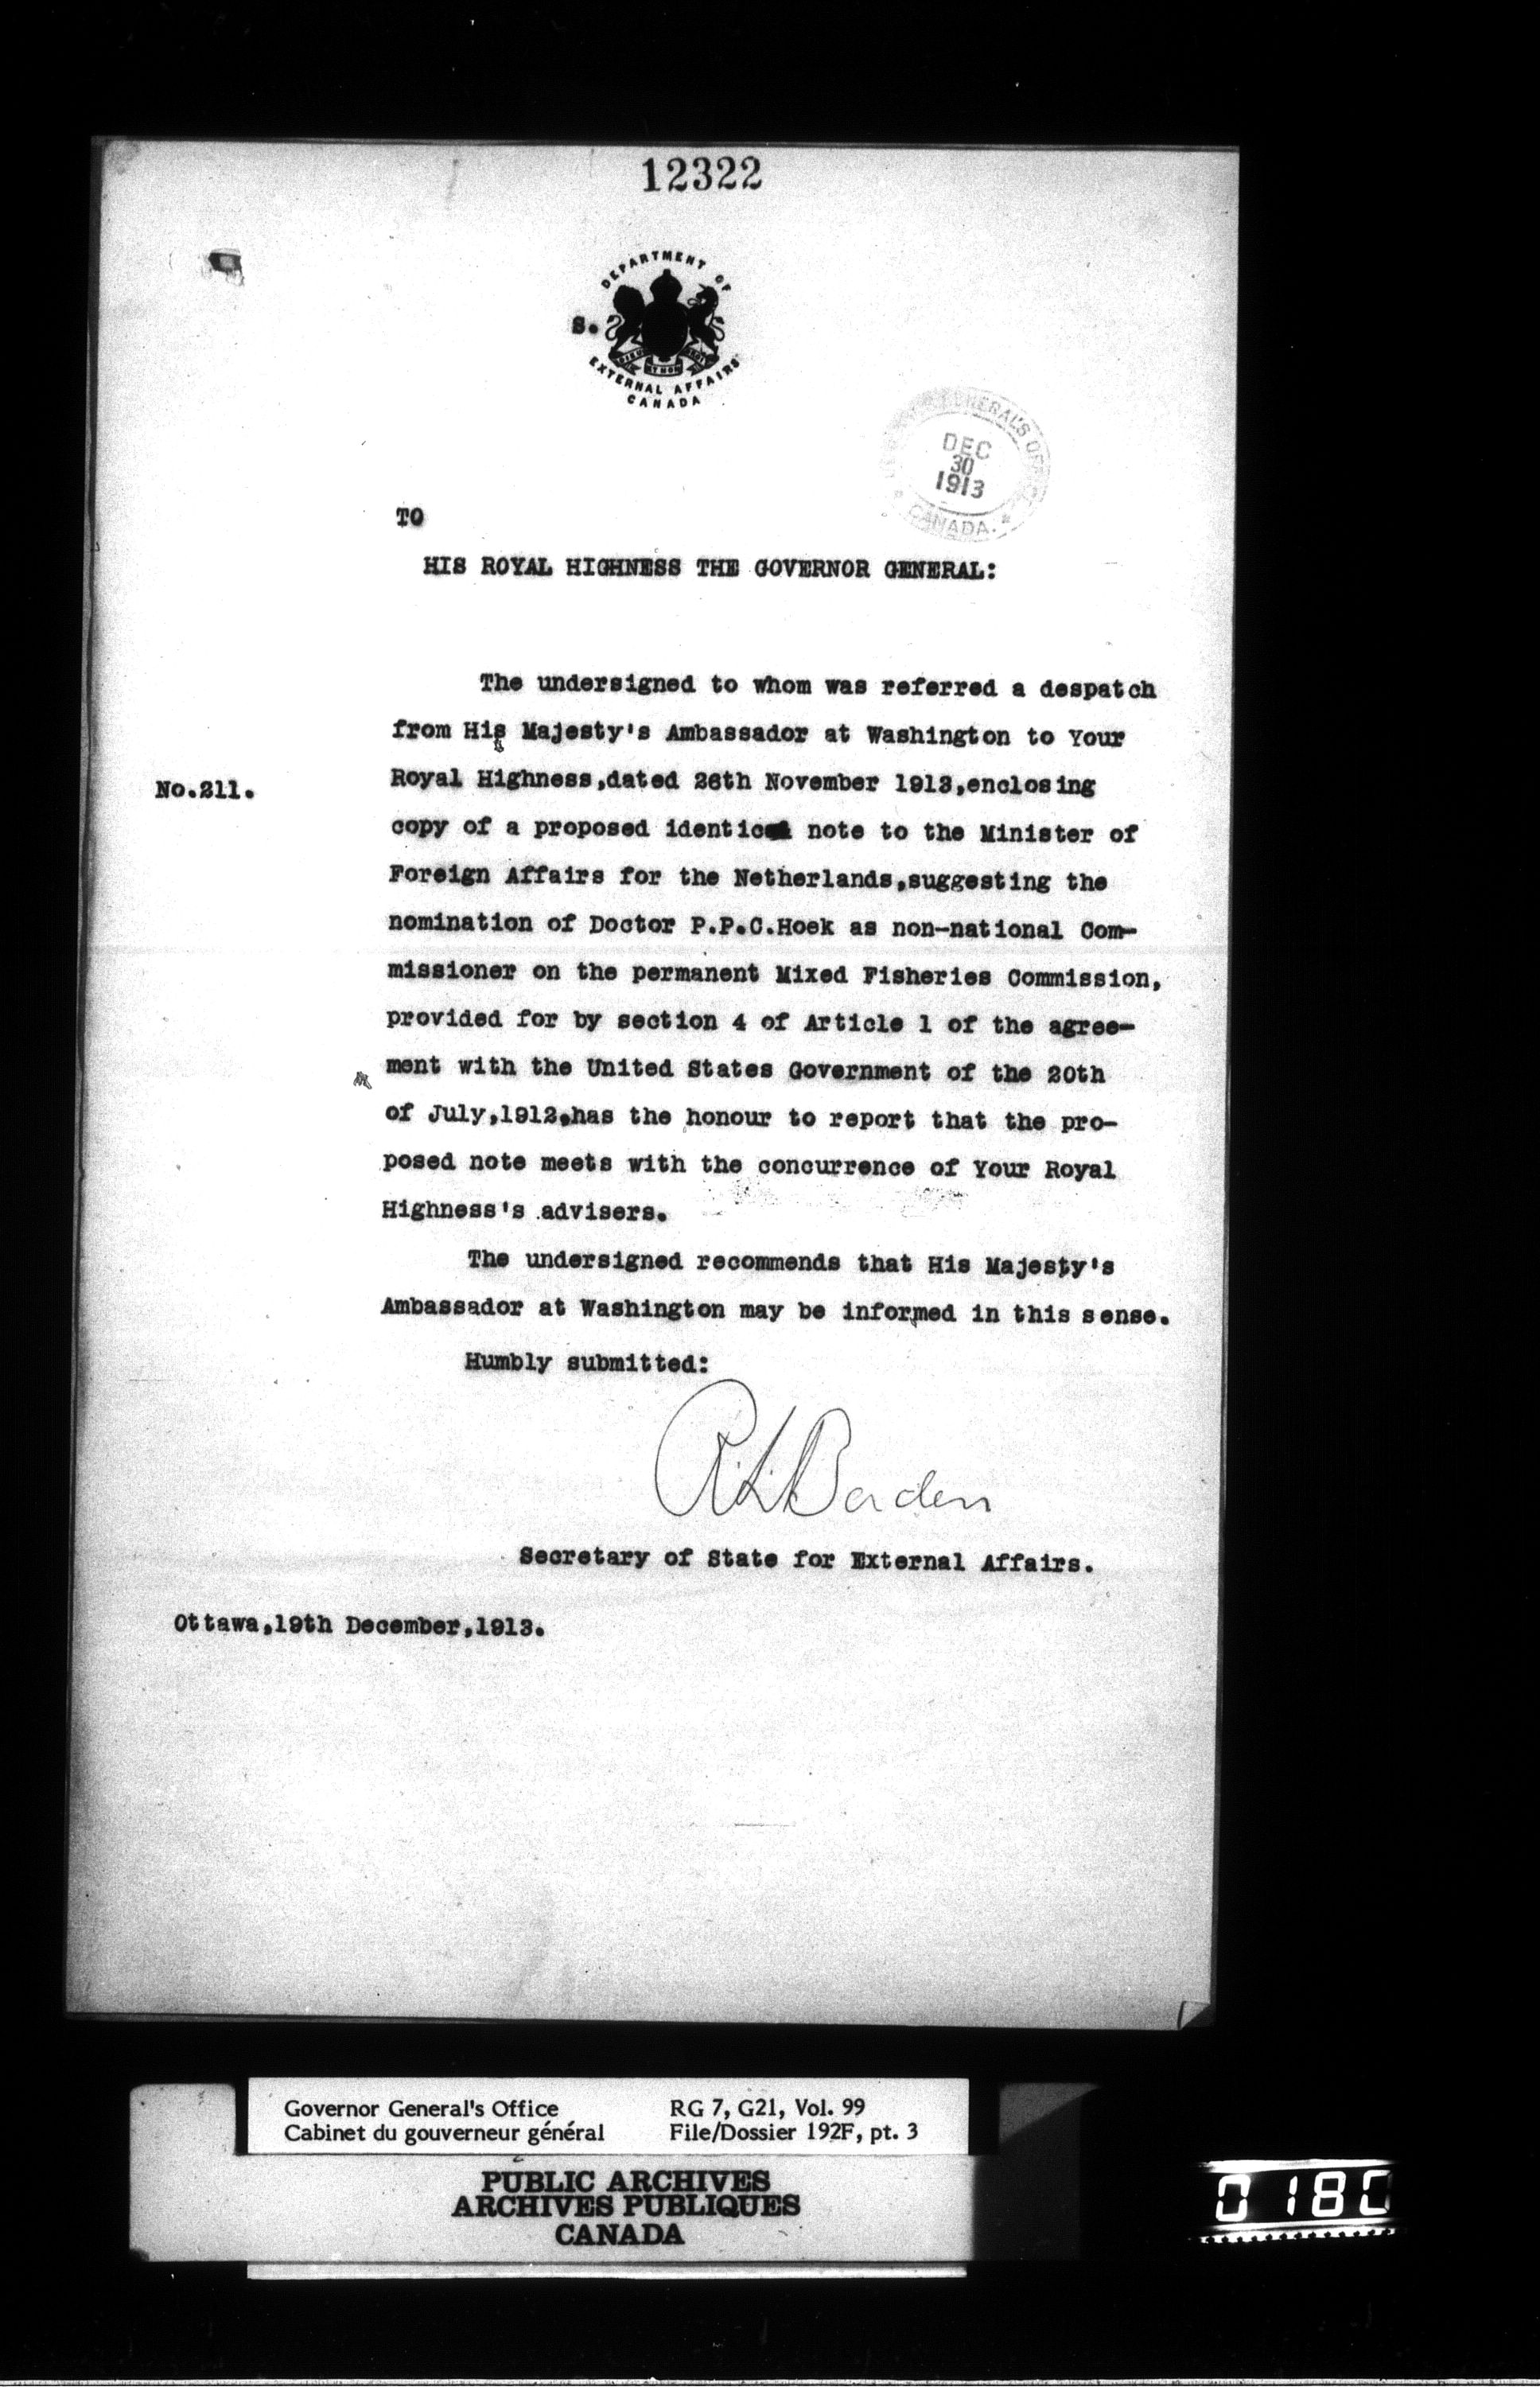 12322
DEPARTMENT OF
S.
EXTERNAL AFFAIRS
CANADA
GENERAL'S OFFICE
DEC
30
1913
CANADA.
TO
HIS ROYAL HIGHNESS THE GOVERNOR GENERAL:
The undersigned to whom was referred a despatch
from His Majesty's Ambassador at Washington to Your
No.211.
Royal Highness,dated 26th November 1913,enclosing
copy of a proposed identic note to the Minister of
Foreign Affairs for the Netherlands,suggesting the
nomination of Doctor P.P.C.Hoek as non-national Com-
missioner on the permanent Mixed Fisheries Commission,
provided for by section 4 of Article 1 of the agree-
ment with the United States Government of the 20th
of July,1912,has the honour to report that the pro-
posed note meets with the concurrence of Your Royal
Highness's advisers.
The undersigned recommends that His Majesty's
Ambassador at Washington may be informed in this sense.
Humbly submitted:
R.L.Borden
Secretary of State for External Affairs.
Ottawa,19th December,1913.
Governor General's Office RG 7, G21, Vol. 99
Cabinet du gouverneur général File/Dossier 192F, pt. 3
PUBLIC ARCHIVES
ARCHIVES PUBLIQUES
CANADA
0180